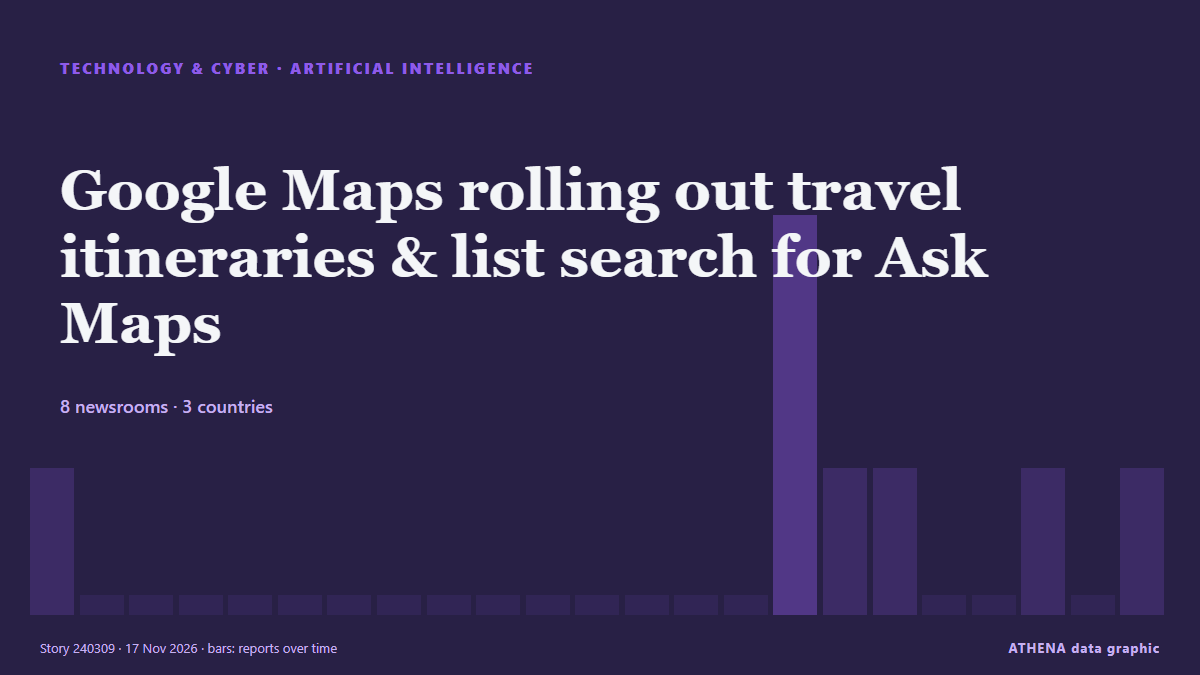 TECHNOLOGY & CYBER · ARTIFICIAL INTELLIGENCE
Google Maps rolling out travel
itineraries & list search for Ask
Maps
8 newsrooms · 3 countries
Story 240309 · 17 Nov 2026 · bars: reports over time
ATHENA data graphic